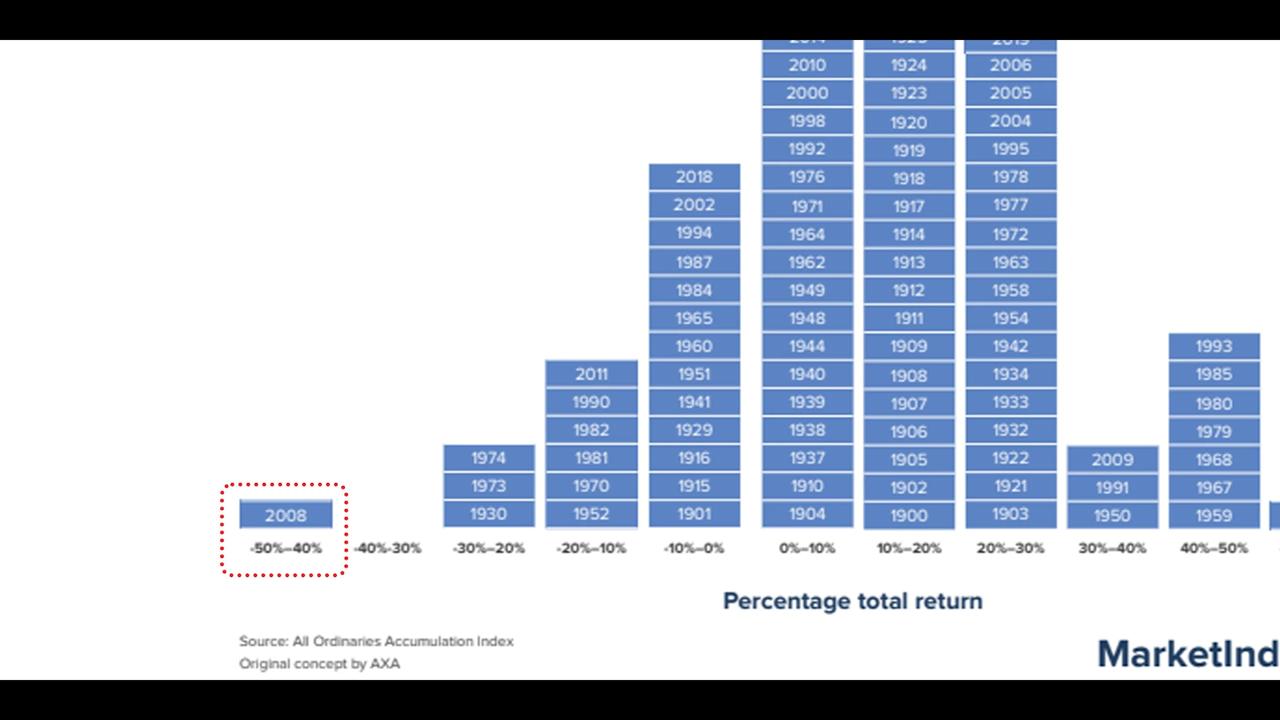 2010 1924 2006
2000 1923 2005
1998 1920 2004
1992 1919 1995
2018 1976 1918 1978
2002 1971 1917 1977
1994 1964 1914 1972
1987 1962 1913 1963
1984 1949 1912 1958
1965 1948 1911 1954
1960 1944 1909 1942 1993
2011 1951 1940 1908 1934 1985
1990 1941 1939 1907 1933 1980
1982 1929 1938 1906 1932 1979
1974 1981 1916 1937 1905 1922 2009 1968
1973 1970 1915 1910 1902 1921 1991 1967
2008 1930 1952 1901 1904 1900 1903 1950 1959
-50%–40% -40%-30% -30%–20% -20%–10% -10%–0% 0%–10% 10%–20% 20%–30% 30%–40% 40%–50%
Percentage total return
Source: All Ordinaries Accumulation Index
Original concept by AXA
MarketInd